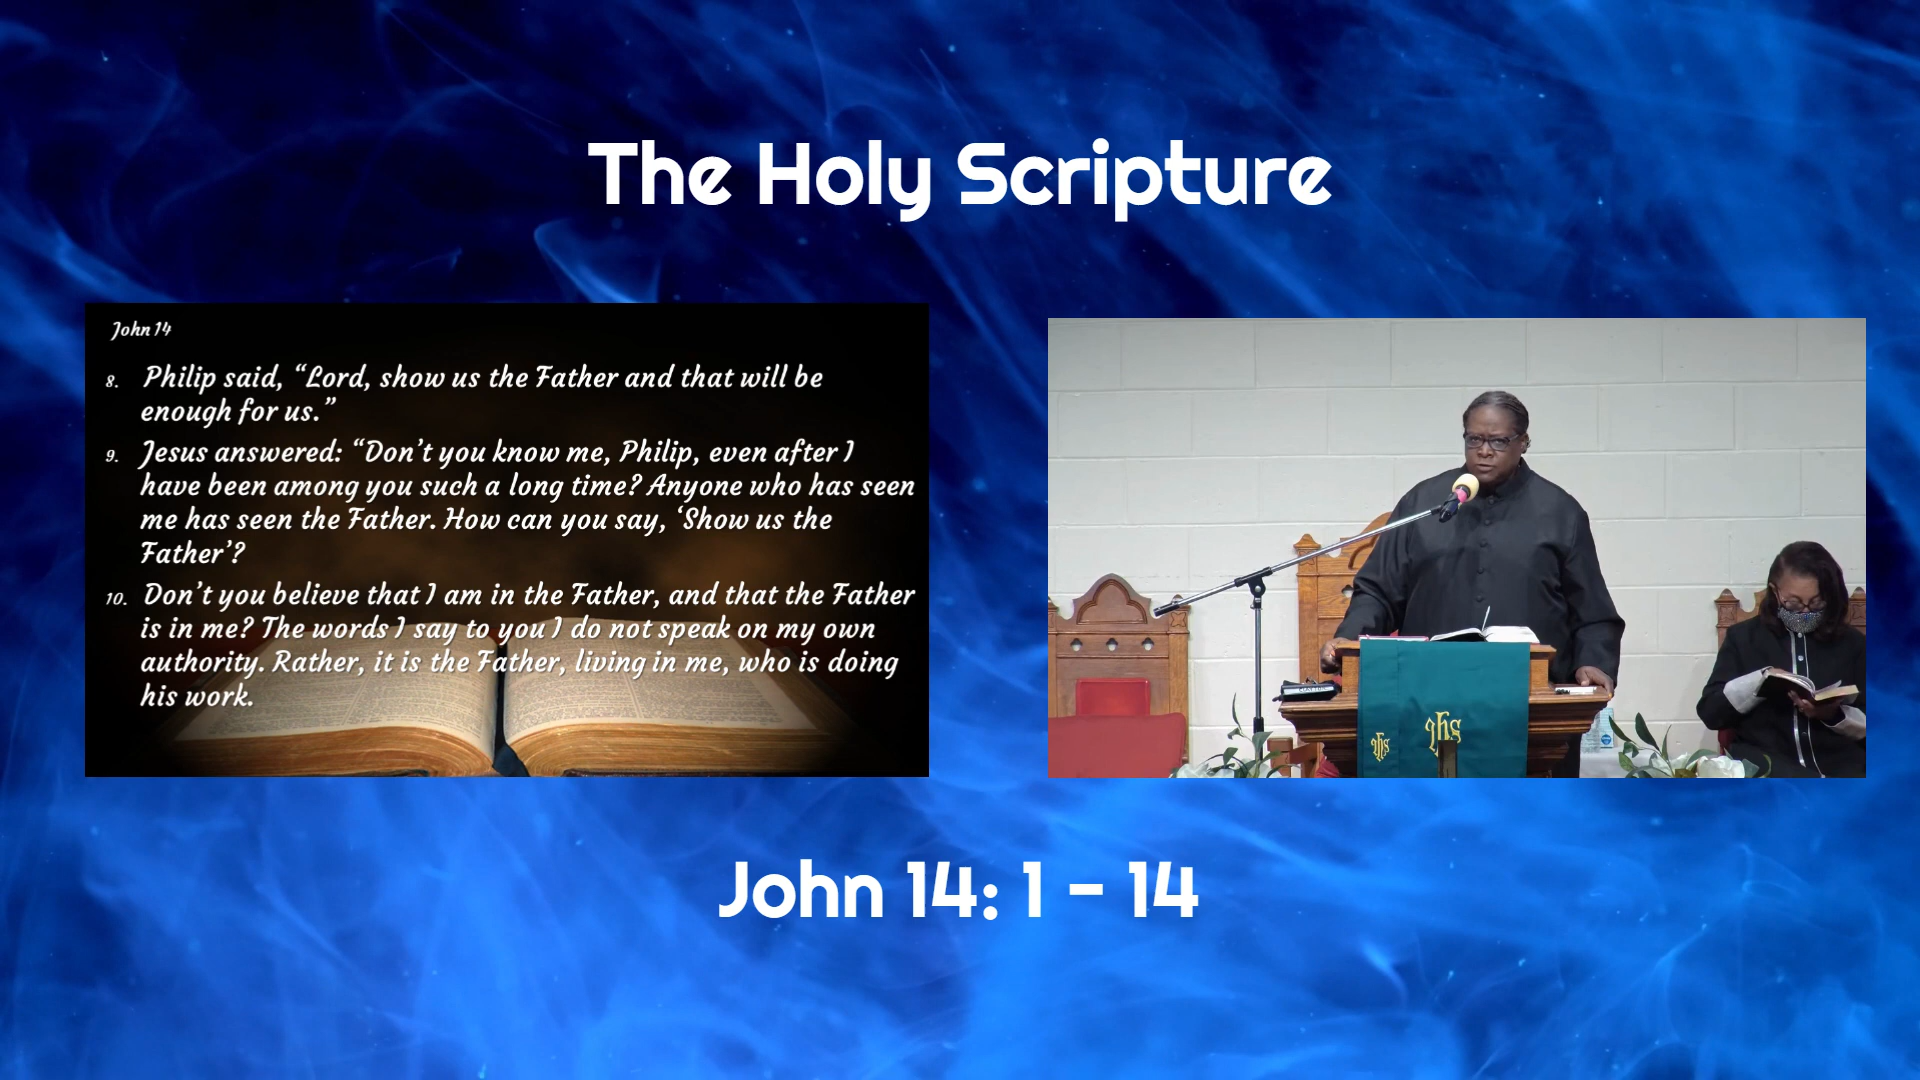 The Holy Scripture
John 14
8. Philip said, “Lord, show us the Father and that will be
enough for us.”
9. Jesus answered: “Don’t you know me, Philip, even after I
have been among you such a long time? Anyone who has seen
me has seen the Father. How can you say, ‘Show us the
Father’?
10. Don’t you believe that I am in the Father, and that the Father
is in me? The words I say to you I do not speak on my own
authority. Rather, it is the Father, living in me, who is doing
his work.
ihs
ihs
John 14: 1 - 14